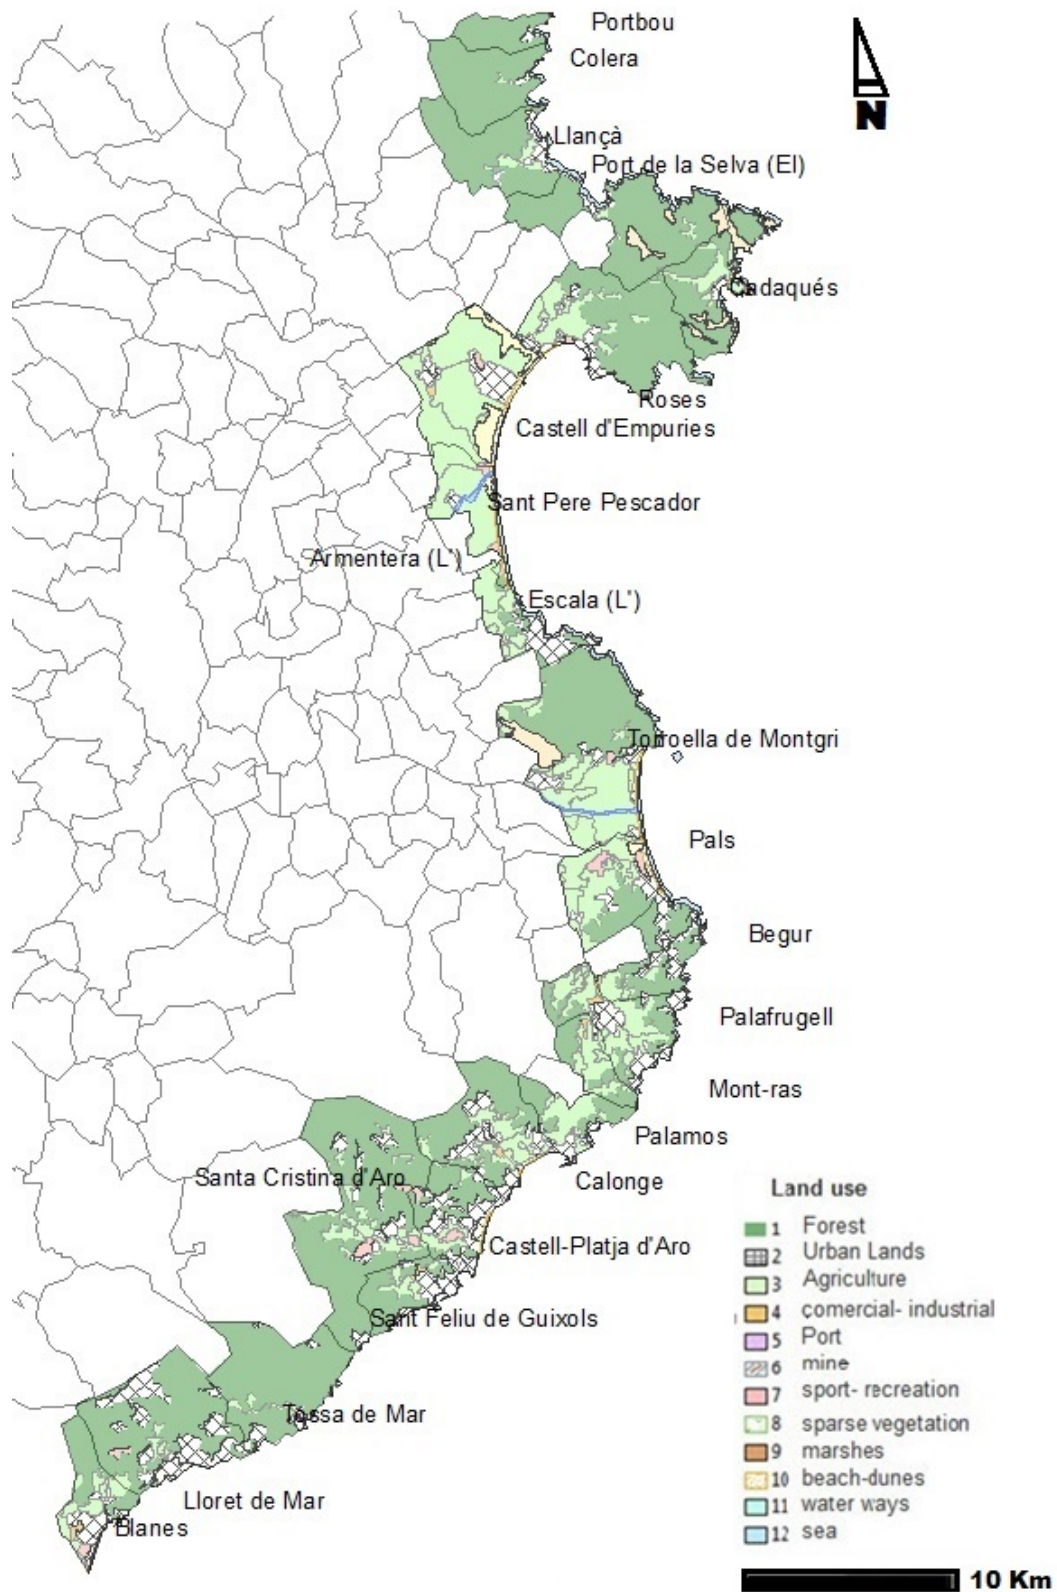 Portbou
Colera
N
Llançà
Port de la Selva (El)
Cadaqués
Roses
Castell d'Empuries
Sant Pere Pescador
Armentera (L')
Escala (L')
Torroella de Montgri
Pals
Begur
Palafrugell
Mont-ras
Palamos
Santa Cristina d'Aro
Calonge
Castell-Platja d'Aro
Sant Feliu de Guixols
Tossa de Mar
Lloret de Mar
Blanes
Land use
1 Forest
2 Urban Lands
3 Agriculture
4 comercial- industrial
5 Port
6 mine
7 sport- recreation
8 sparse vegetation
9 marshes
10 beach-dunes
11 water ways
12 sea
10 Km